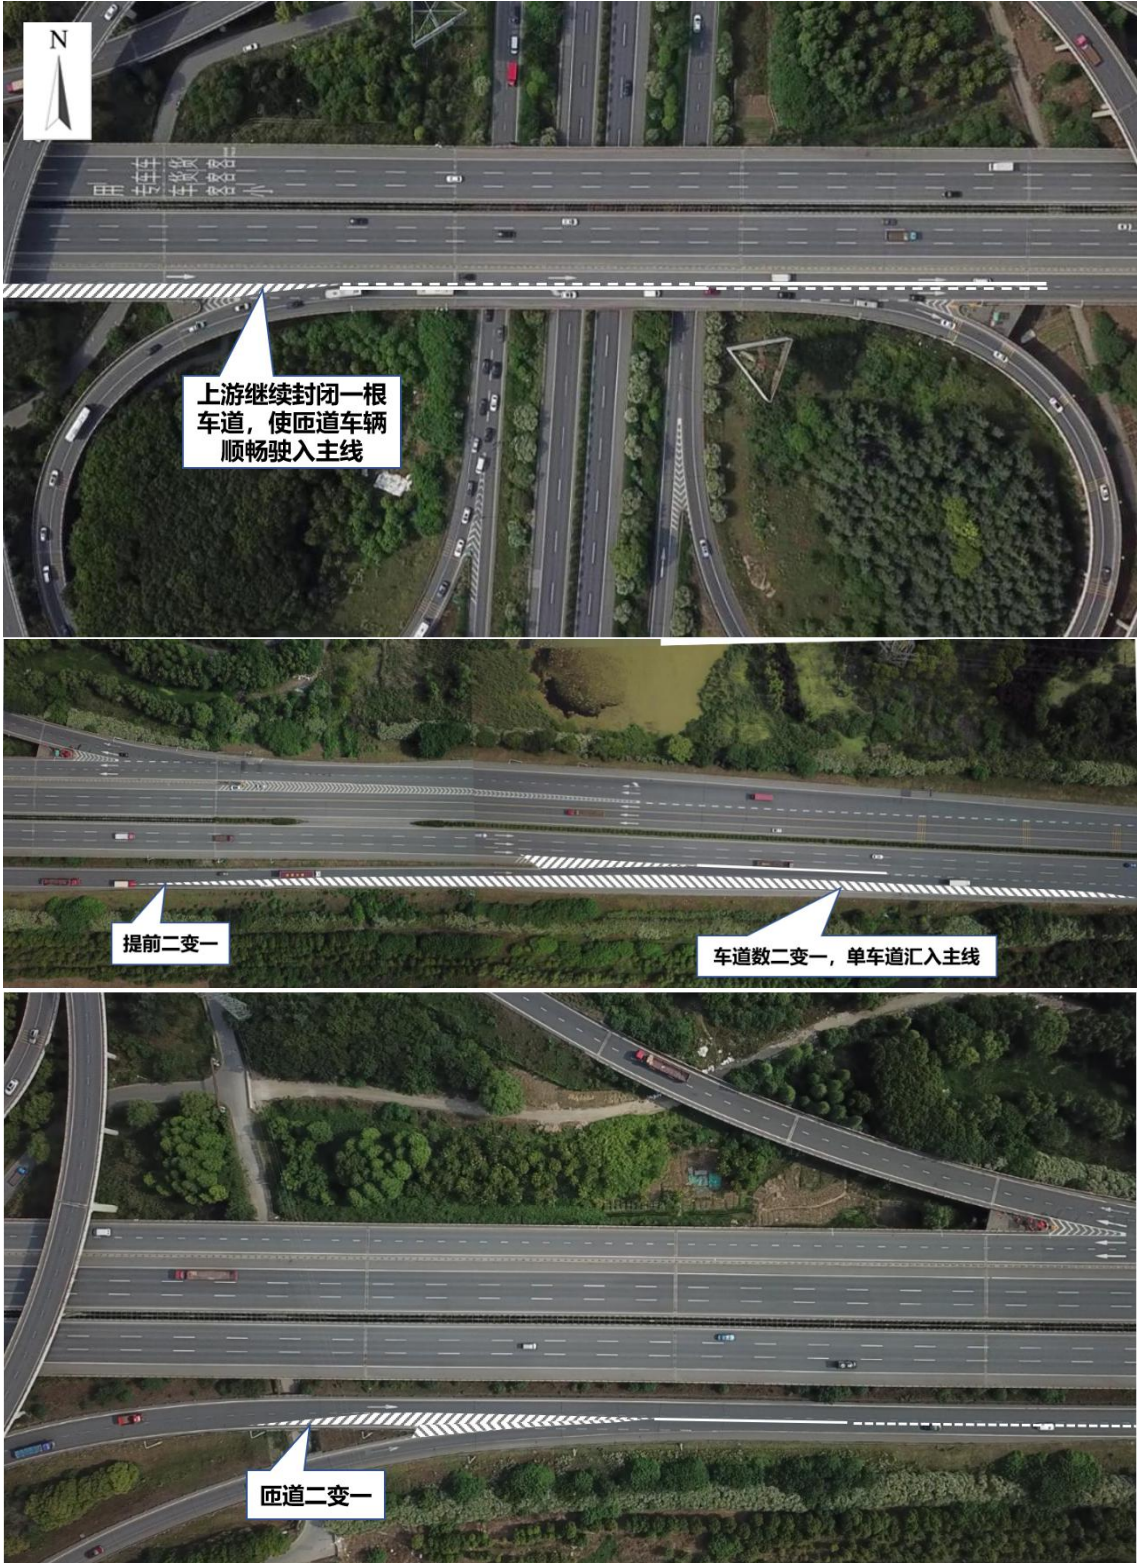 N
上游继续封闭一根
车道，使匝道车辆
顺畅驶入主线
提前二变一
车道数二变一，单车道汇入主线
匝道二变一